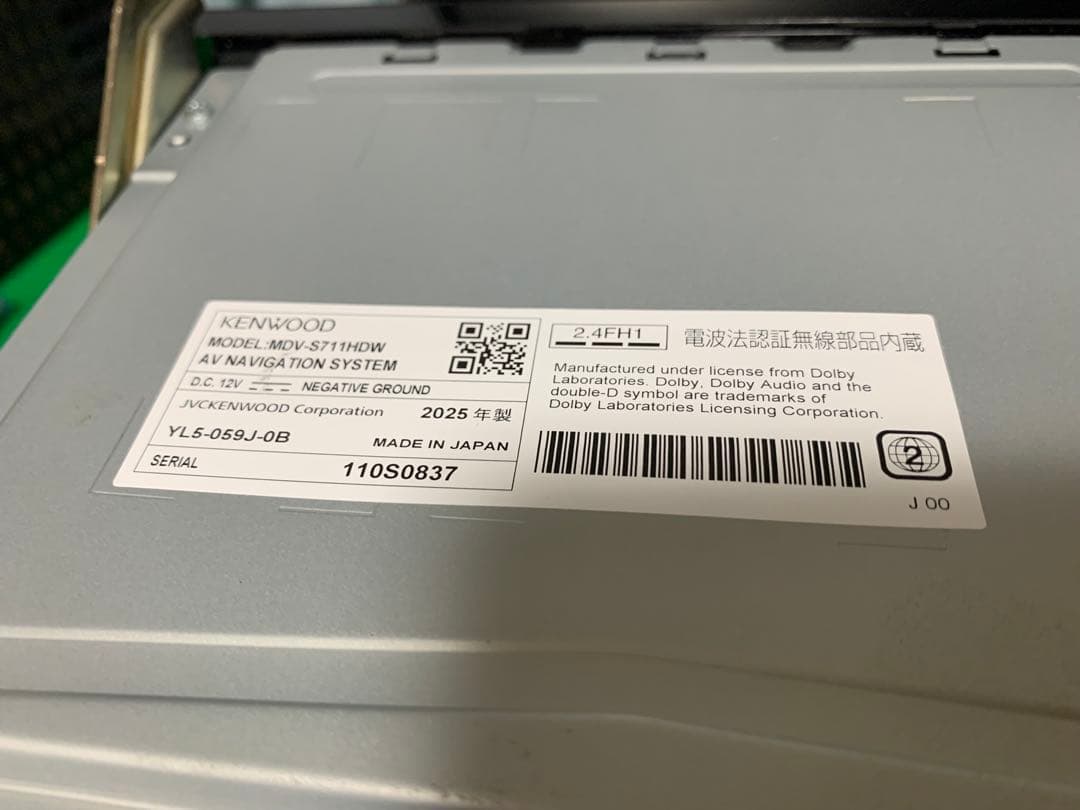 KENWOOD
MODEL:MDV-S711HDW
AV NAVIGATION SYSTEM
D.C. 12V NEGATIVE GROUND
JVCKENWOOD Corporation 2025 年製
YL5-059J-0B MADE IN JAPAN
SERIAL 110S0837
2.4FH1 電波法認証無線部品内蔵
Manufactured under license from Dolby
Laboratories. Dolby, Dolby Audio and the
double-D symbol are trademarks of
Dolby Laboratories Licensing Corporation.
2
J 00